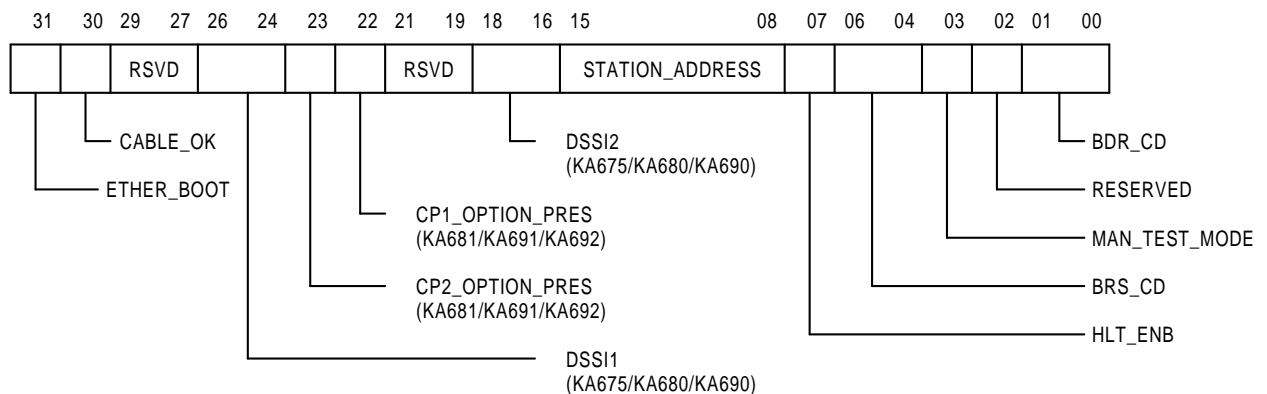 31 30 29 27 26 24 23 22 21 19 18 16 15 08 07 06 04 03 02 01 00
RSVD RSVD STATION_ADDRESS
CABLE_OK DSSI2 BDR_CD
(KA675/KA680/KA690)
ETHER_BOOT RESERVED
CP1_OPTION_PRES
(KA681/KA691/KA692) MAN_TEST_MODE
CP2_OPTION_PRES BRS_CD
(KA681/KA691/KA692)
HLT_ENB
DSSI1
(KA675/KA680/KA690)